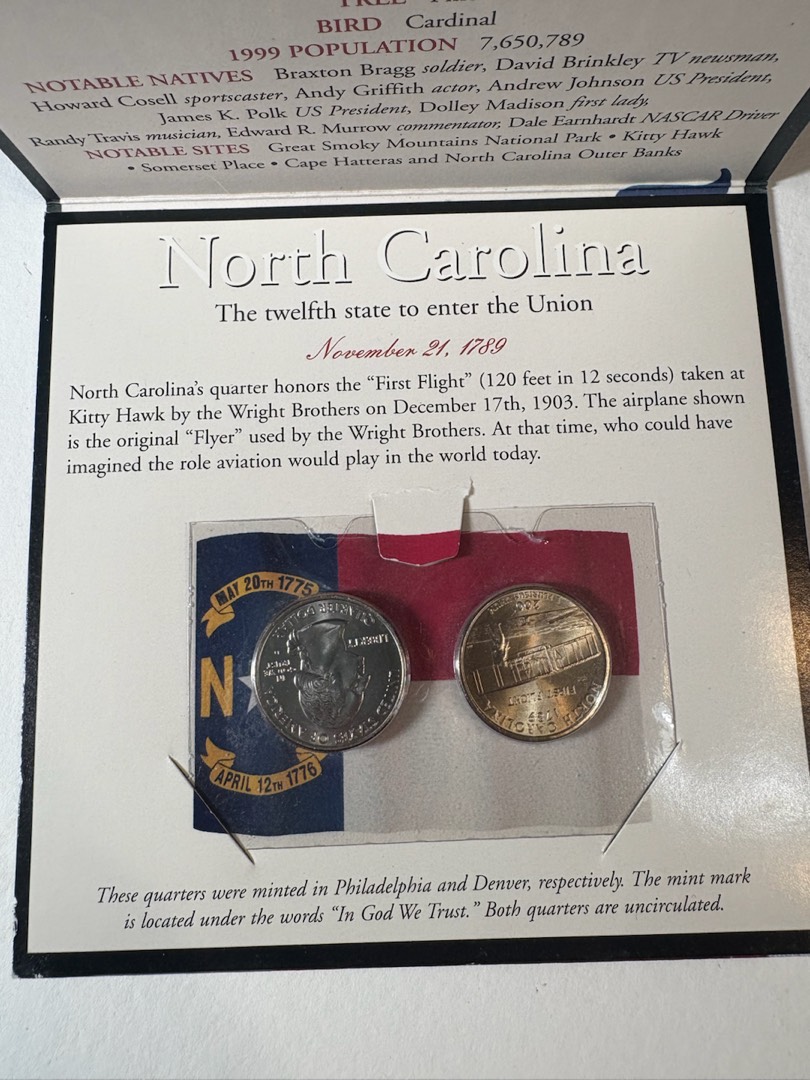 BIRD Cardinal
1999 POPULATION 7,650,789
NOTABLE NATIVES Braxton Bragg soldier, David Brinkley TV newsman,
Howard Cosell sportscaster, Andy Griffith actor, Andrew Johnson US President,
James K. Polk US President, Dolley Madison first lady,
Randy Travis musician, Edward R. Murrow commentator, Dale Earnhardt NASCAR Driver
NOTABLE SITES Great Smoky Mountains National Park • Kitty Hawk
• Somerset Place • Cape Hatteras and North Carolina Outer Banks
North Carolina
The twelfth state to enter the Union
November 21, 1789
North Carolina's quarter honors the “First Flight” (120 feet in 12 seconds) taken at
Kitty Hawk by the Wright Brothers on December 17th, 1903. The airplane shown
is the original “Flyer” used by the Wright Brothers. At that time, who could have
imagined the role aviation would play in the world today.
MAY 20TH 1775
N
APRIL 12TH 1776
UNITED STATES OF AMERICA
LIBERTY
QUARTER DOLLAR
NORTH CAROLINA
1789
FIRST FLIGHT
These quarters were minted in Philadelphia and Denver, respectively. The mint mark
is located under the words “In God We Trust.” Both quarters are uncirculated.